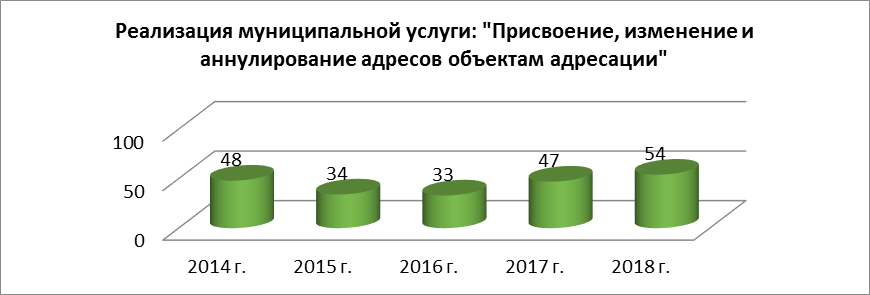 Реализация муниципальной услуги: "Присвоение, изменение и
аннулирование адресов объектам адресации"
100
50
0
48
34
33
47
54
2014 г.
2015 г.
2016 г.
2017 г.
2018 г.